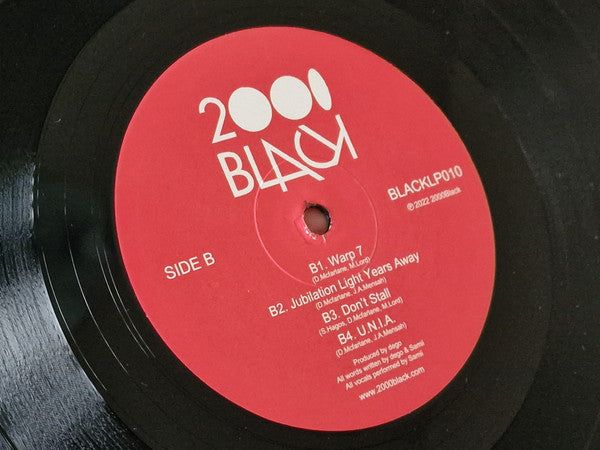 2000
BLACK
BLACKLP010
℗ 2022 2000Black
SIDE B
B1. Warp 7
(D.Mcfarlane, M.Lord)
B2. Jubilation Light Years Away
(D.Mcfarlane, J.A.Mensah)
B3. Don't Stall
(S.Hagos, D.Mcfarlane, M.Lord)
B4. U.N.I.A.
(D.Mcfarlane, J.A.Mensah)
Produced by dego
All words written by dego & Sarni
All vocals performed by Sarni
www.2000black.com